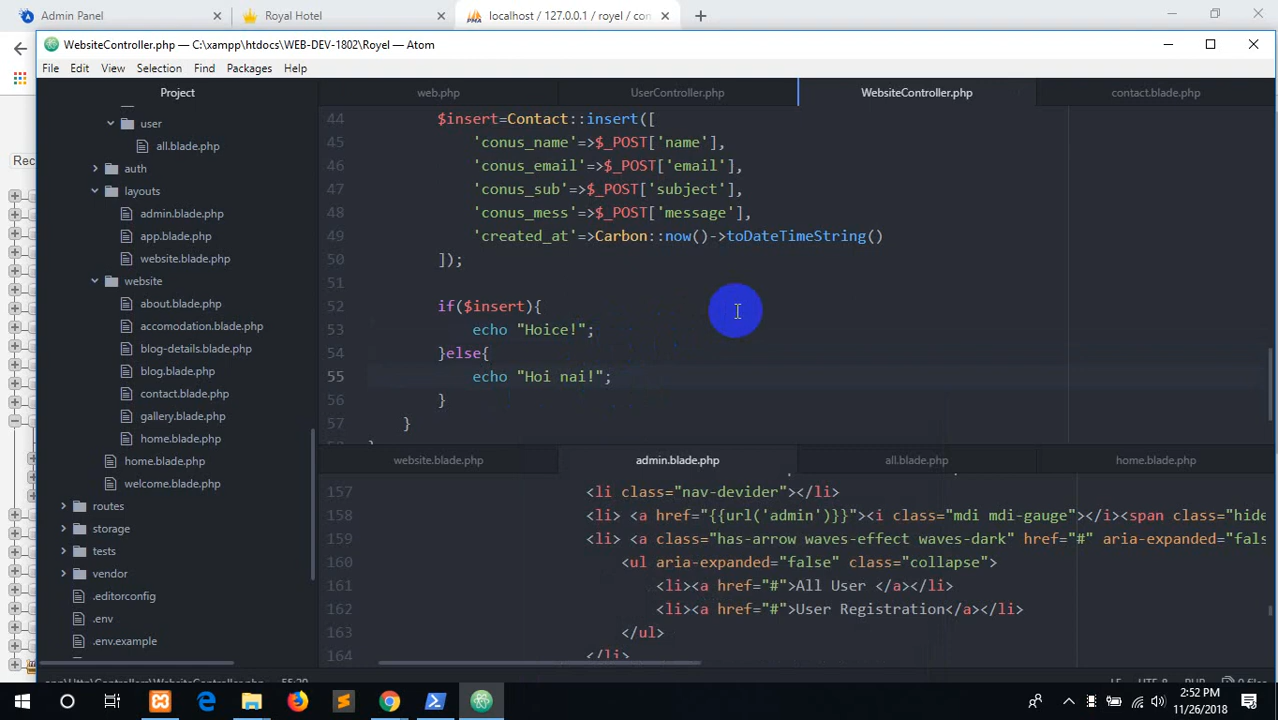 Admin Panel
Royal Hotel
localhost / 127.0.0.1 / royel / con
WebsiteController.php — C:\xampp\htdocs\WEB-DEV-1802\Royel — Atom
File Edit View Selection Find Packages Help
Project
web.php
UserController.php
WebsiteController.php
contact.blade.php
Rec
user
all.blade.php
auth
layouts
admin.blade.php
app.blade.php
website.blade.php
website
about.blade.php
accomodation.blade.php
blog-details.blade.php
blog.blade.php
contact.blade.php
gallery.blade.php
home.blade.php
home.blade.php
welcome.blade.php
routes
storage
tests
vendor
.editorconfig
.env
.env.example
44 $insert=Contact::insert([
45 'conus_name'=>$_POST['name'],
46 'conus_email'=>$_POST['email'],
47 'conus_sub'=>$_POST['subject'],
48 'conus_mess'=>$_POST['message'],
49 'created_at'=>Carbon::now()->toDateTimeString()
50 ]);
51
52 if($insert){
53 echo "Hoice!";
54 }else{
55 echo "Hoi nai!";
56 }
57 }
website.blade.php
admin.blade.php
all.blade.php
home.blade.php
157 <li class="nav-devider"></li>
158 <li> <a href="{{url('admin')}}"><i class="mdi mdi-gauge"></i><span class="hide
159 <li> <a class="has-arrow waves-effect waves-dark" href="#" aria-expanded="fals
160 <ul aria-expanded="false" class="collapse">
161 <li><a href="#">All User </a></li>
162 <li><a href="#">User Registration</a></li>
163 </ul>
164 </li>
2:52 PM
11/26/2018